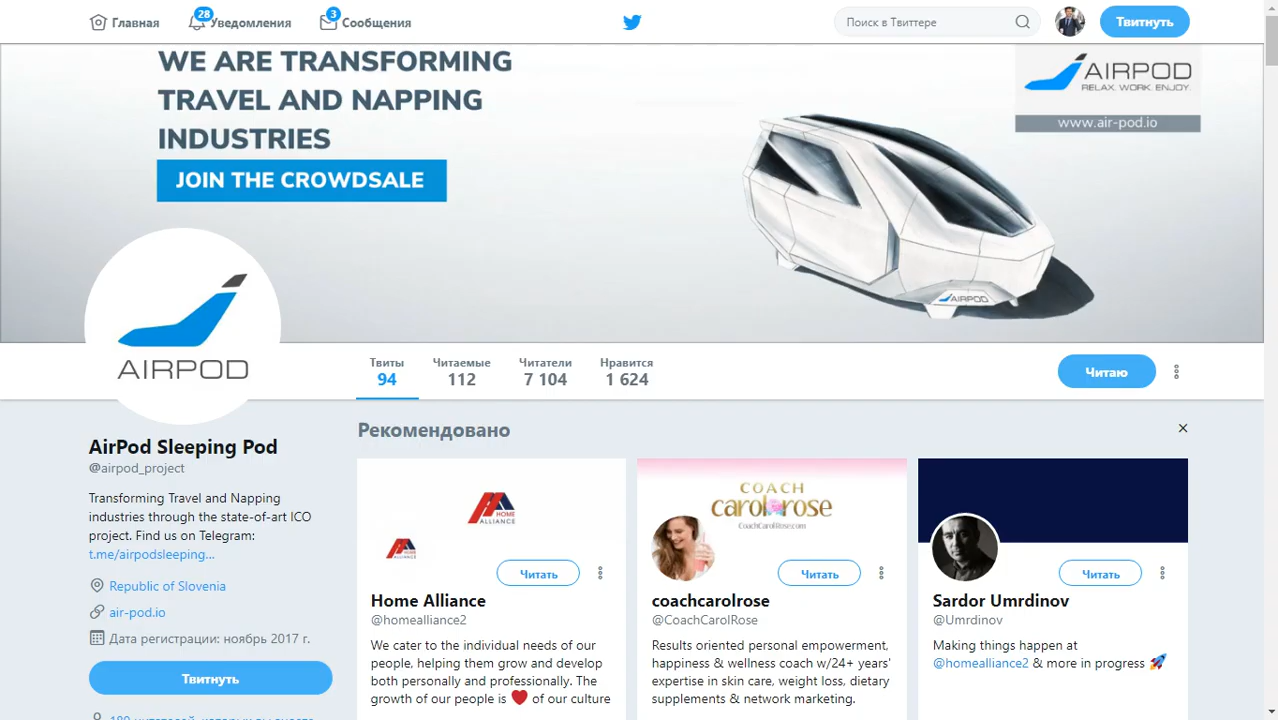 Главная
28
Уведомления
3
Сообщения
Поиск в Твиттере
Твитнуть
WE ARE TRANSFORMING
TRAVEL AND NAPPING
INDUSTRIES
JOIN THE CROWDSALE
AIRPOD
RELAX. WORK. ENJOY.
www.air-pod.io
AIRPOD
AIRPOD
Твиты
94
Читаемые
112
Читатели
7 104
Нравится
1 624
Читаю
AirPod Sleeping Pod
@airpod_project
Transforming Travel and Napping
industries through the state-of-art ICO
project. Find us on Telegram:
t.me/airpodsleeping...
Republic of Slovenia
air-pod.io
Дата регистрации: ноябрь 2017 г.
Твитнуть
Рекомендовано
HOME
ALLIANCE
Читать
Home Alliance
@homealliance2
We cater to the individual needs of our
people, helping them grow and develop
both personally and professionally. The
growth of our people is ❤ of our culture
COACH
carolrose
CoachCarolRose.com
Читать
coachcarolrose
@CoachCarolRose
Results oriented personal empowerment,
happiness & wellness coach w/24+ years'
expertise in skin care, weight loss, dietary
supplements & network marketing.
Читать
Sardor Umrdinov
@Umrdinov
Making things happen at
@homealliance2 & more in progress 🚀